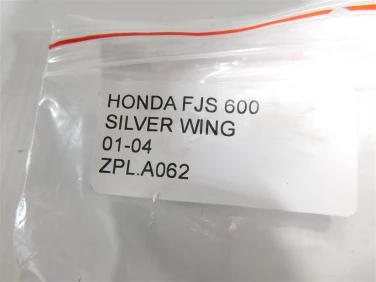 HONDA FJS 600
SILVER WING
01-04
ZPL.A062